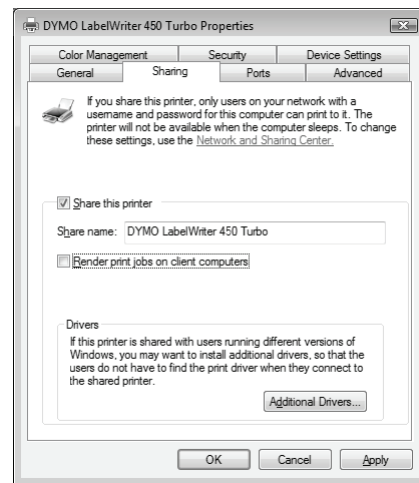 DYMO LabelWriter 450 Turbo Properties
Color Management Security Device Settings
General Sharing Ports Advanced
If you share this printer, only users on your network with a
username and password for this computer can print to it. The
printer will not be available when the computer sleeps. To change
these settings, use the Network and Sharing Center.
Share this printer
Share name: DYMO LabelWriter 450 Turbo
Render print jobs on client computers
Drivers
If this printer is shared with users running different versions of
Windows, you may want to install additional drivers, so that the
users do not have to find the print driver when they connect to
the shared printer.
Additional Drivers...
OK Cancel Apply